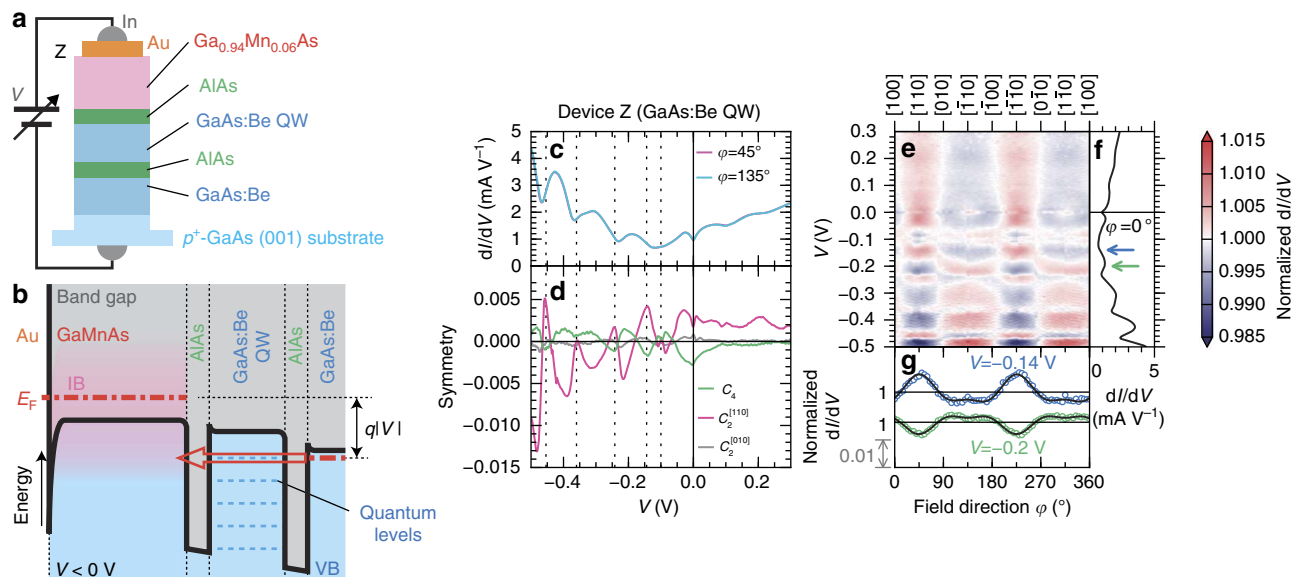 a
In
Z
Au
Ga0.94Mn0.06As
AlAs
V
GaAs:Be QW
AlAs
GaAs:Be
p+-GaAs (001) substrate
b
Band gap
Au
GaMnAs
AlAs
GaAs:Be
QW
AlAs
GaAs:Be
IB
EF
q|V|
Energy
Quantum
levels
V < 0 V
VB
Device Z (GaAs:Be QW)
c
φ=45°
φ=135°
dI/dV (mA V−1)
5
4
3
2
1
0
d
0.005
0.000
−0.005
−0.010
−0.015
Symmetry
C4
C2[110]
C2[010]
−0.4 −0.2 0.0 0.2
V (V)
[100] [110] [010] [1̄10] [1̄00] [1̄1̄0] [01̄0] [11̄0] [100]
e
0.3
0.2
0.1
0.0
−0.1
−0.2
−0.3
−0.4
−0.5
V (V)
f
φ=0°
0 5
dI/dV
(mA V−1)
1.015
1.010
1.005
1.000
0.995
0.990
0.985
Normalized dI/dV
g
V=−0.14 V
1
1
V=−0.2 V
Normalized
dI/dV
0.01
0 90 180 270 360
Field direction φ (°)